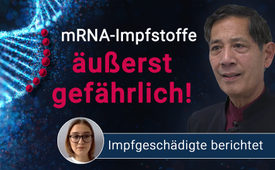 mRNA-Impfstoffe
äußerst
gefährlich!
Impfgeschädigte berichtet